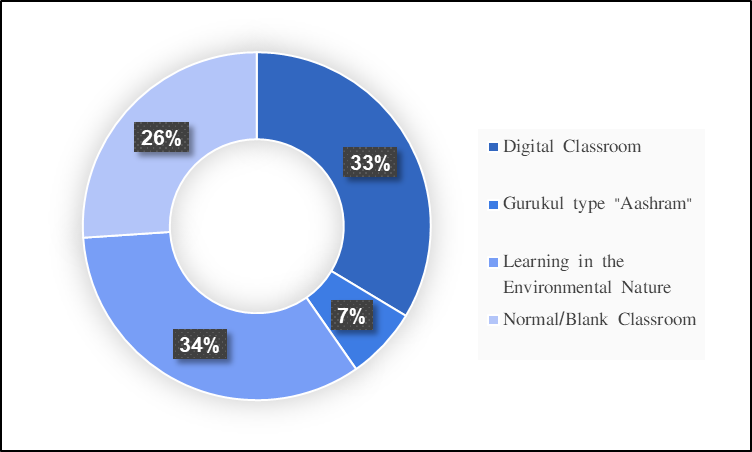 26%
33%
7%
34%
Digital Classroom
Gurukul type "Aashram"
Learning in the
Environmental Nature
Normal/Blank Classroom